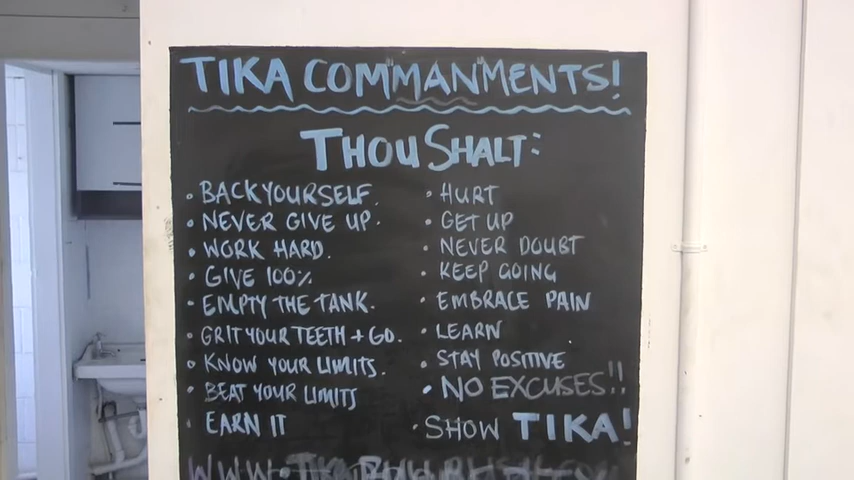 TIKA COMMANMENTS!
THOU SHALT:
• BACK YOURSELF.
• NEVER GIVE UP.
• WORK HARD.
• GIVE 100%
• EMPTY THE TANK.
• GRIT YOUR TEETH + GO.
• KNOW YOUR LIMITS.
• BEAT YOUR LIMITS
• EARN IT
• HURT
• GET UP
• NEVER DOUBT
• KEEP GOING
• EMBRACE PAIN
• LEARN
• STAY POSITIVE
• NO EXCUSES!!
• SHOW TIKA!